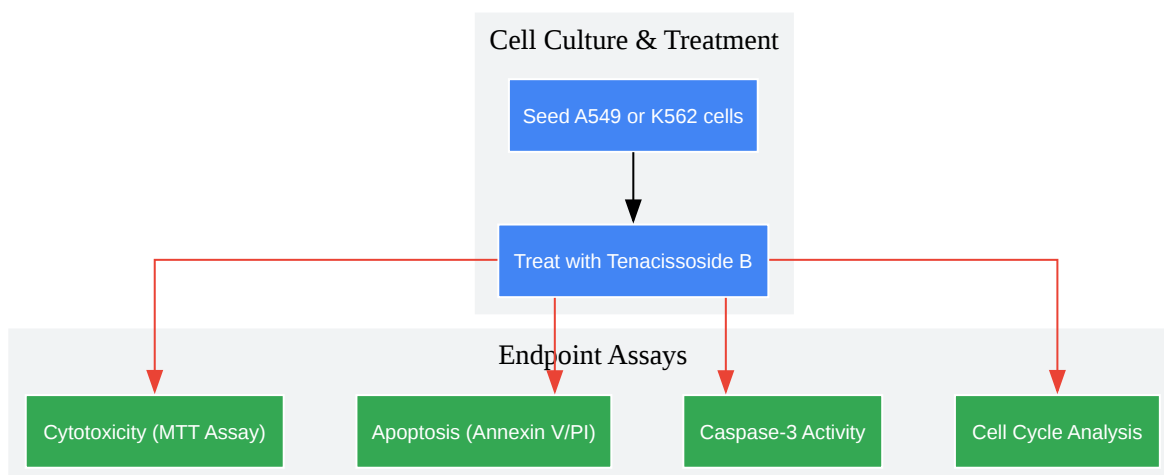 Cell Culture & Treatment
Seed A549 or K562 cells
Treat with Tenacissoside B
Endpoint Assays
Cytotoxicity (MTT Assay)
Apoptosis (Annexin V/PI)
Caspase-3 Activity
Cell Cycle Analysis